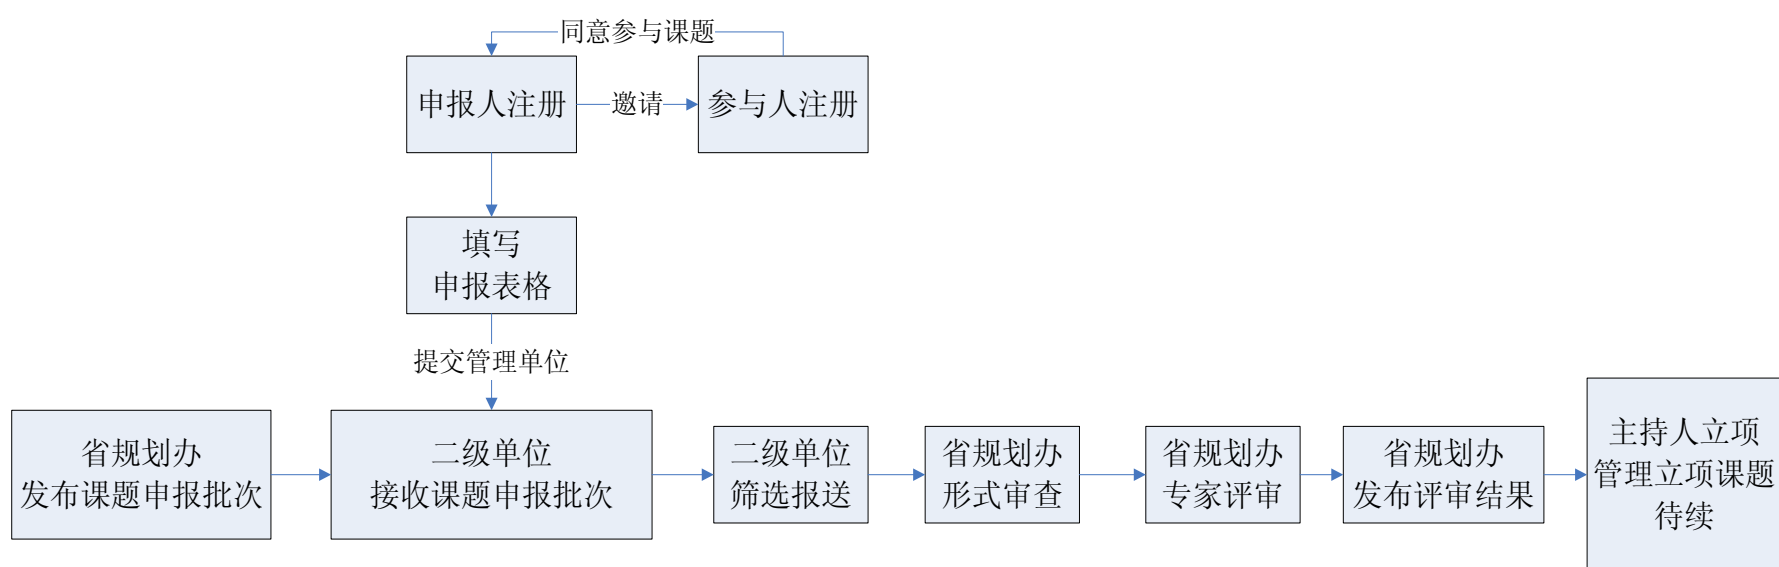 同意参与课题
申报人注册
邀请
参与人注册
填写
申报表格
提交管理单位
省规划办
发布课题申报批次
二级单位
接收课题申报批次
二级单位
筛选报送
省规划办
形式审查
省规划办
专家评审
省规划办
发布评审结果
主持人立项
管理立项课题
待续